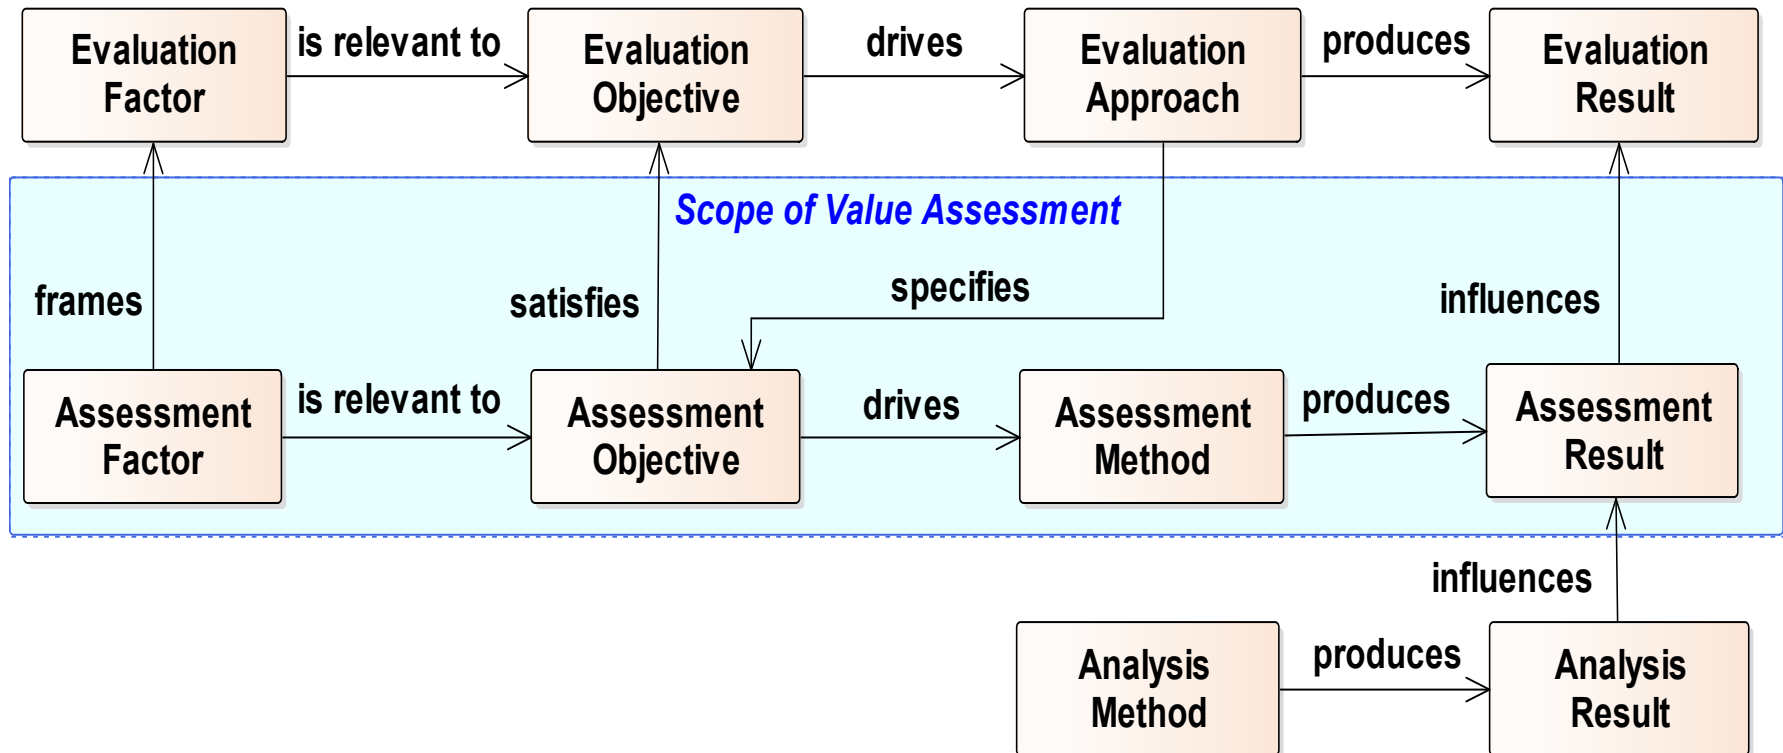 Evaluation
Factor
is relevant to
Evaluation
Objective
drives
Evaluation
Approach
produces
Evaluation
Result
Scope of Value Assessment
frames
satisfies
specifies
influences
Assessment
Factor
is relevant to
Assessment
Objective
drives
Assessment
Method
produces
Assessment
Result
influences
Analysis
Method
produces
Analysis
Result